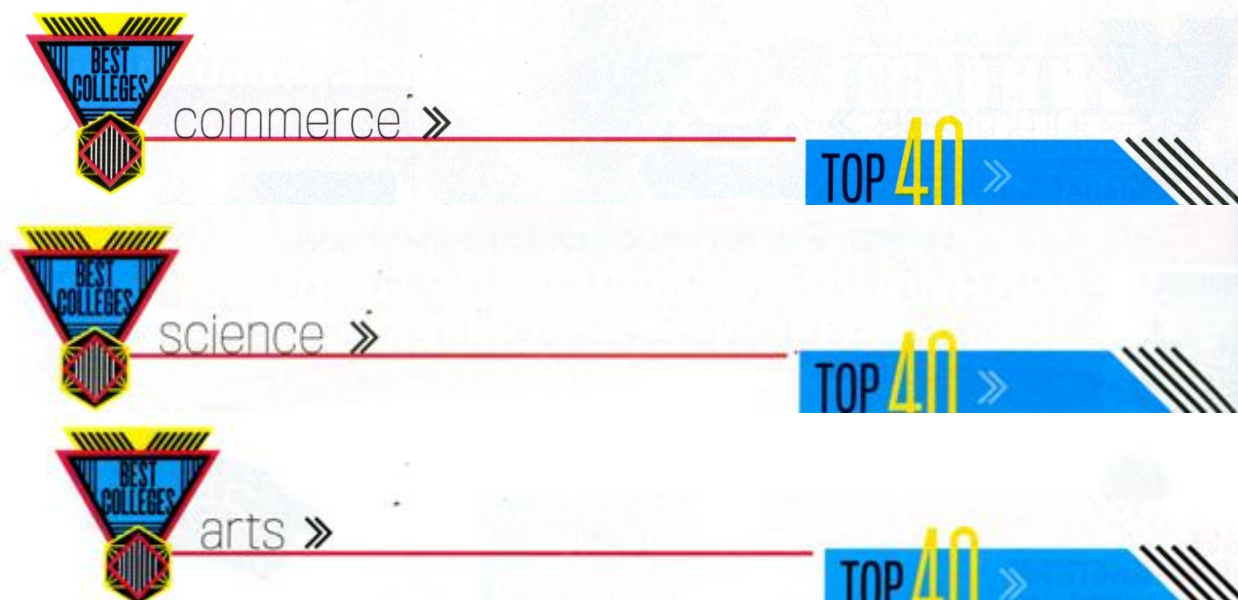 BEST
COLLEGES
commerce »
TOP 40 »
BEST
COLLEGES
science »
TOP 40 »
BEST
COLLEGES
arts »
TOP 40 »